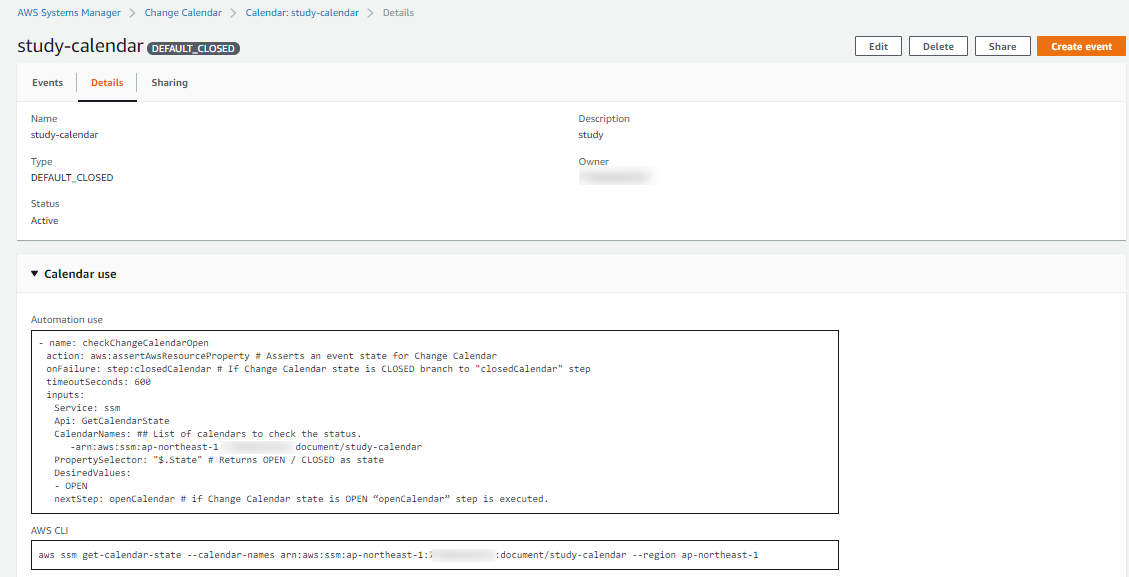 AWS Systems Manager > Change Calendar > Calendar: study-calendar > Details
study-calendar DEFAULT_CLOSED
Edit Delete Share Create event
Events Details Sharing
Name
study-calendar
Description
study
Type
DEFAULT_CLOSED
Owner
Status
Active
Calendar use
Automation use
- name: checkChangeCalendarOpen
action: aws:assertAwsResourceProperty # Asserts an event state for Change Calendar
onFailure: step:closedCalendar # If Change Calendar state is CLOSED branch to "closedCalendar" step
timeoutSeconds: 600
inputs:
Service: ssm
Api: GetCalendarState
CalendarNames: ## List of calendars to check the status.
-arn:aws:ssm:ap-northeast-1 document/study-calendar
PropertySelector: "$.State" # Returns OPEN / CLOSED as state
DesiredValues:
- OPEN
nextStep: openCalendar # if Change Calendar state is OPEN “openCalendar” step is executed.
AWS CLI
aws ssm get-calendar-state --calendar-names arn:aws:ssm:ap-northeast-1: :document/study-calendar --region ap-northeast-1